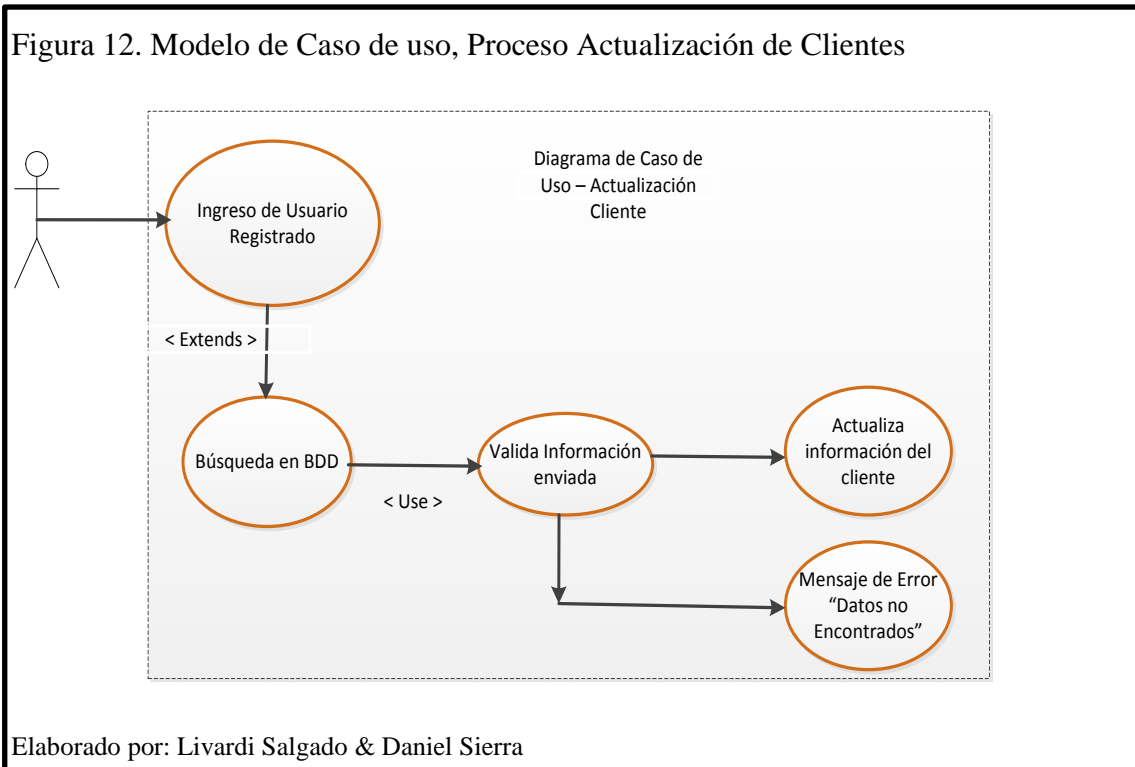 Figura 12. Modelo de Caso de uso, Proceso Actualización de Clientes
Diagrama de Caso de
Uso – Actualización
Cliente
Ingreso de Usuario
Registrado
< Extends >
Búsqueda en BDD
< Use >
Valida Información
enviada
Actualiza
información del
cliente
Mensaje de Error
“Datos no
Encontrados”
Elaborado por: Livardi Salgado & Daniel Sierra